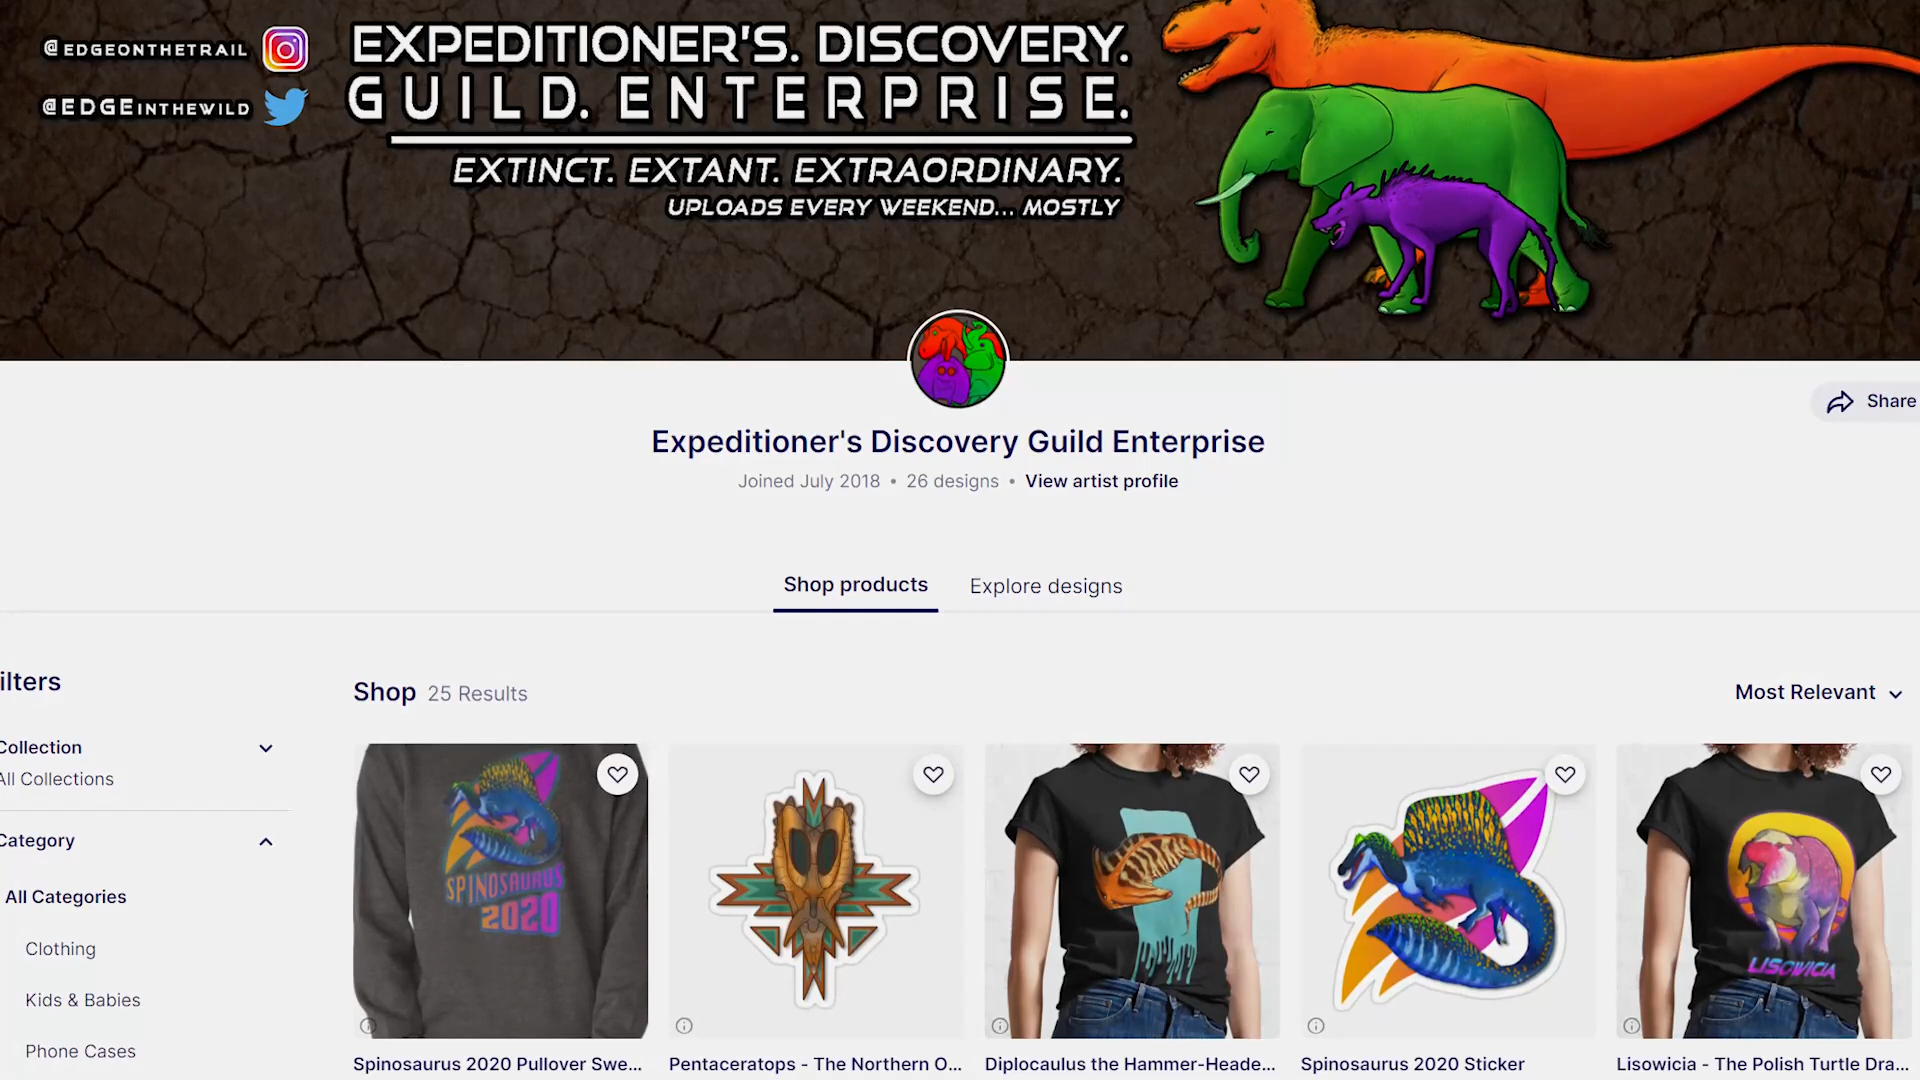 @EDGEONTHETRAIL
@EDGEINTHEWILD
EXPEDITIONER'S. DISCOVERY.
GUILD. ENTERPRISE.
EXTINCT. EXTANT. EXTRAORDINARY.
UPLOADS EVERY WEEKEND... MOSTLY
Share
Expeditioner's Discovery Guild Enterprise
Joined July 2018 • 26 designs • View artist profile
Shop products
Explore designs
ilters
Shop 25 Results
Most Relevant
Collection
All Collections
Category
All Categories
Clothing
Kids & Babies
Phone Cases
SPINOSAURUS
2020
LISOWICIA
Spinosaurus 2020 Pullover Swe...
Pentaceratops - The Northern O...
Diplocaulus the Hammer-Heade...
Spinosaurus 2020 Sticker
Lisowicia - The Polish Turtle Dra...